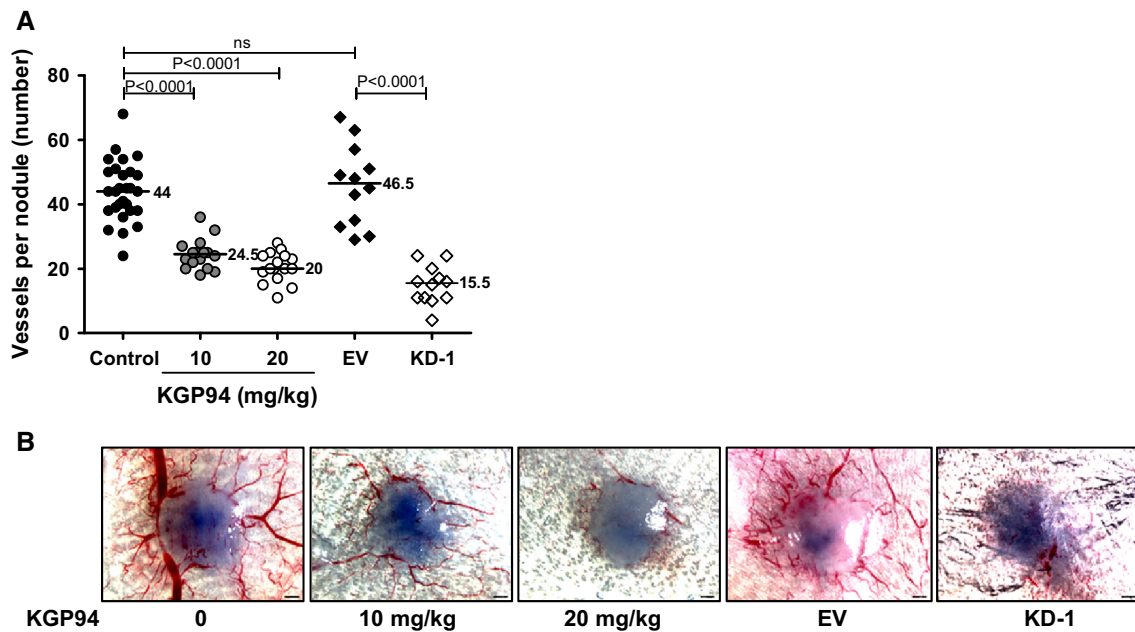 A
ns
P<0.0001
P<0.0001 P<0.0001
Vessels per nodule (number)
80
60
40
20
0
44
24.5
20
46.5
15.5
Control 10 20 EV KD-1
KGP94 (mg/kg)
B
KGP94 0 10 mg/kg 20 mg/kg EV KD-1